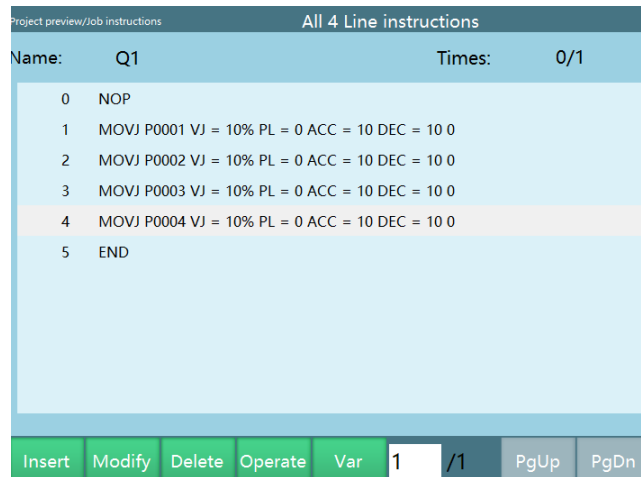 Project preview/Job instructions All 4 Line instructions
Name: Q1 Times: 0/1
0 NOP
1 MOVJ P0001 VJ = 10% PL = 0 ACC = 10 DEC = 10 0
2 MOVJ P0002 VJ = 10% PL = 0 ACC = 10 DEC = 10 0
3 MOVJ P0003 VJ = 10% PL = 0 ACC = 10 DEC = 10 0
4 MOVJ P0004 VJ = 10% PL = 0 ACC = 10 DEC = 10 0
5 END
Insert Modify Delete Operate Var 1 /1 PgUp PgDn